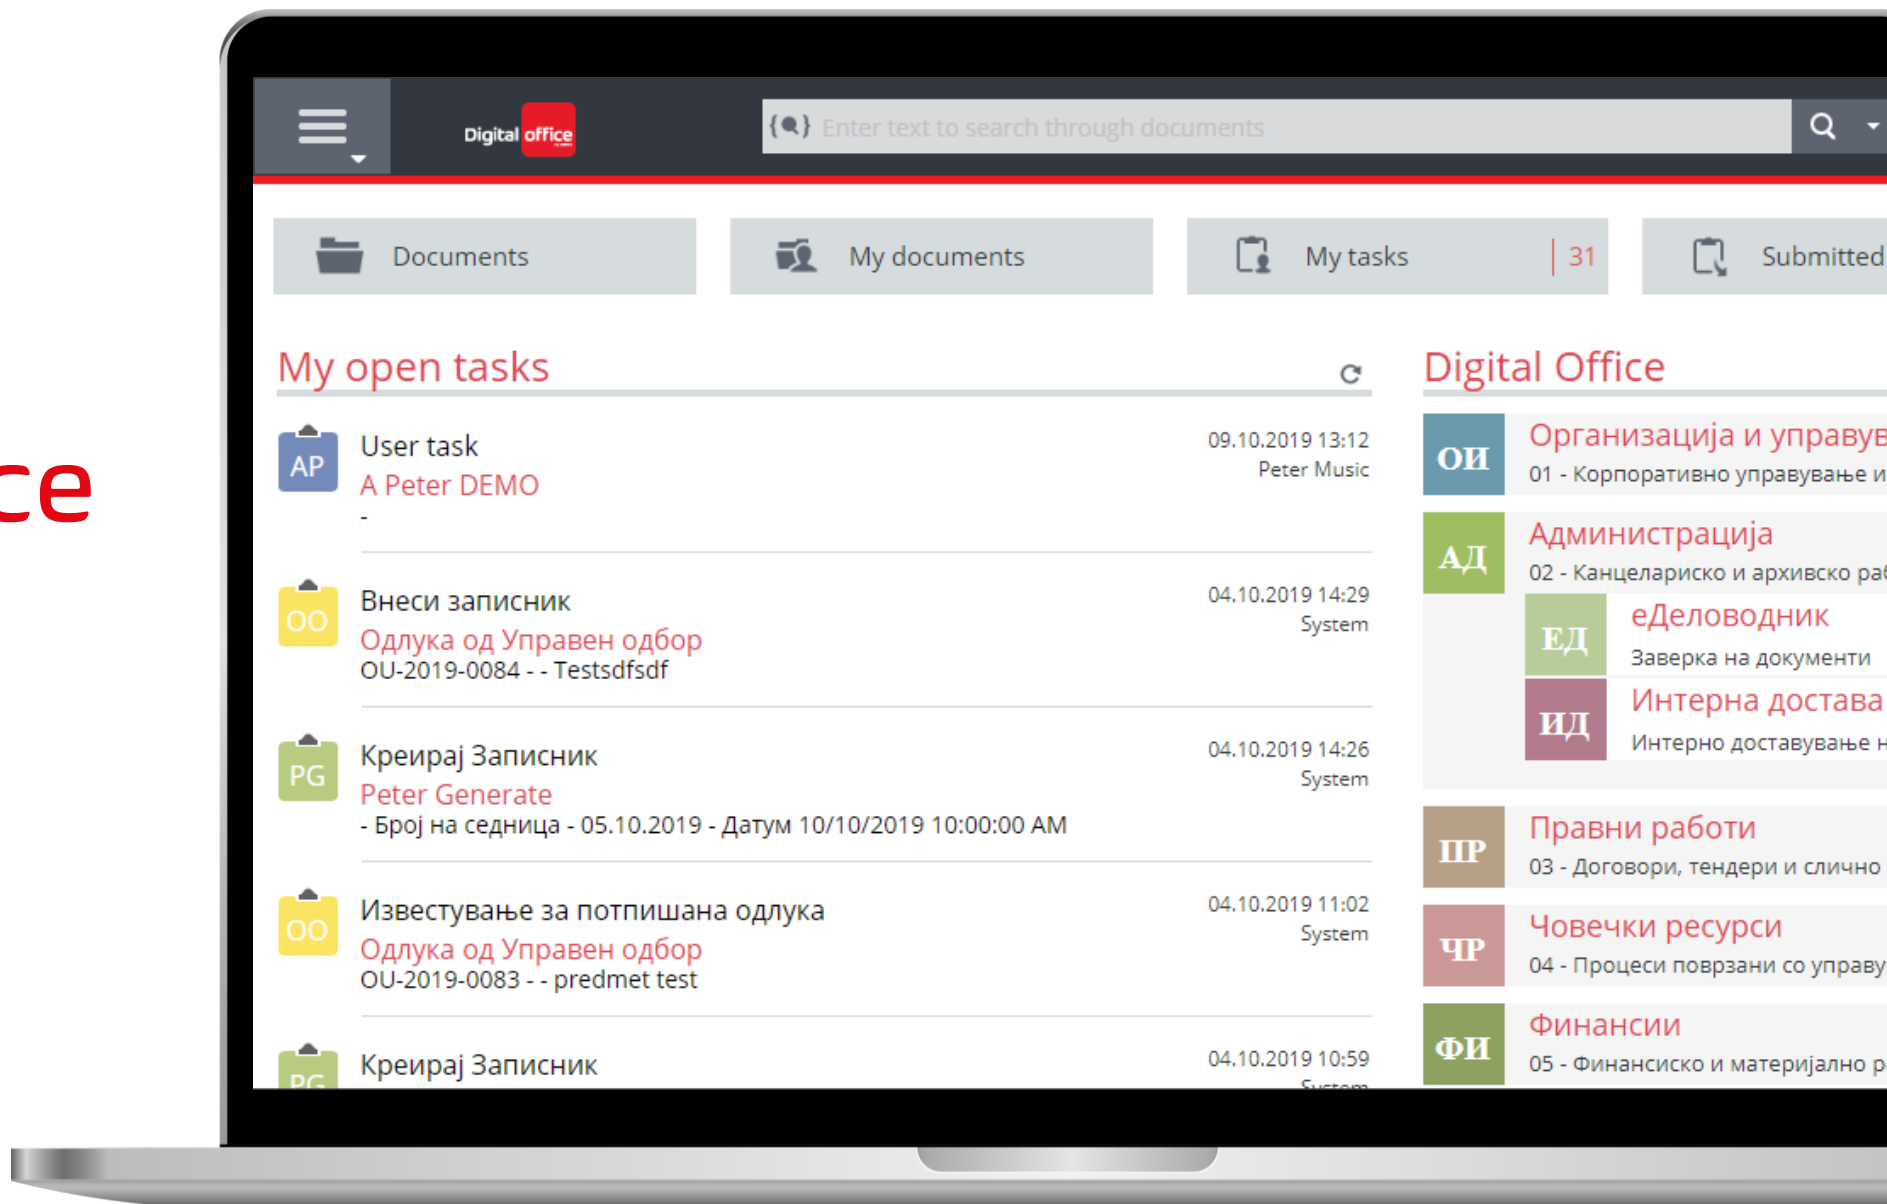 ce
Digital office
Enter text to search through documents
Documents
My documents
My tasks
31
Submitted
My open tasks
AP
User task
A Peter DEMO
-
09.10.2019 13:12
Peter Music
OO
Внеси записник
Одлука од Управен одбор
OU-2019-0084 - - Testsdfsdf
04.10.2019 14:29
System
PG
Креирај Записник
Peter Generate
- Број на седница - 05.10.2019 - Датум 10/10/2019 10:00:00 AM
04.10.2019 14:26
System
OO
Известување за потпишана одлука
Одлука од Управен одбор
OU-2019-0083 - - predmet test
04.10.2019 11:02
System
PG
Креирај Записник
04.10.2019 10:59
System
Digital Office
ОИ
Организација и управув
01 - Корпоративно управување и
АД
Администрација
02 - Канцелариско и архивско раб
ЕД
еДеловодник
Заверка на документи
ИД
Интерна достава
Интерно доставување н
ПР
Правни работи
03 - Договори, тендери и слично
ЧР
Човечки ресурси
04 - Процеси поврзани со управу
ФИ
Финансии
05 - Финансиско и материјално р